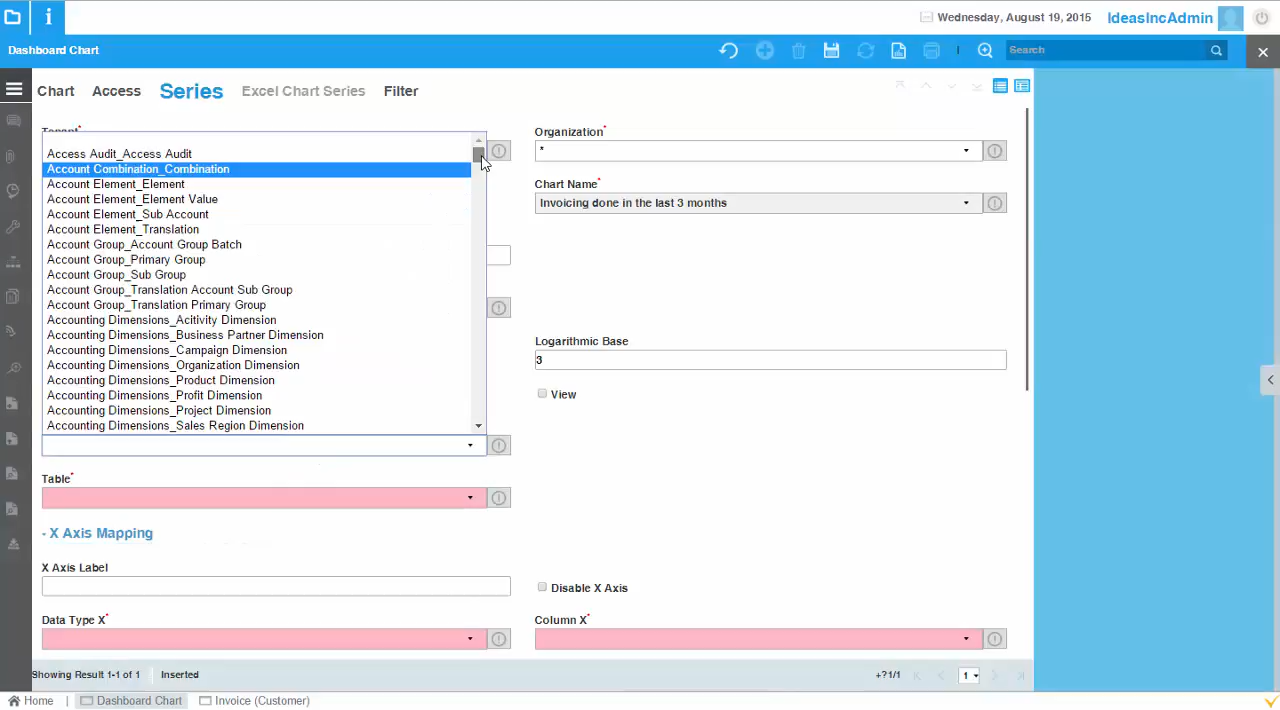 Wednesday, August 19, 2015 IdeasIncAdmin
Dashboard Chart
Search
Chart Access Series Excel Chart Series Filter
Tenant*
Organization*
*
Access Audit_Access Audit
Account Combination_Combination
Account Element_Element
Account Element_Element Value
Account Element_Sub Account
Account Element_Translation
Account Group_Account Group Batch
Account Group_Primary Group
Account Group_Sub Group
Account Group_Translation Account Sub Group
Account Group_Translation Primary Group
Accounting Dimensions_Acitivity Dimension
Accounting Dimensions_Business Partner Dimension
Accounting Dimensions_Campaign Dimension
Accounting Dimensions_Organization Dimension
Accounting Dimensions_Product Dimension
Accounting Dimensions_Profit Dimension
Accounting Dimensions_Project Dimension
Accounting Dimensions_Sales Region Dimension
Chart Name*
Invoicing done in the last 3 months
Logarithmic Base
3
View
Table*
- X Axis Mapping
X Axis Label
Disable X Axis
Data Type X*
Column X*
Showing Result 1-1 of 1 Inserted
+?1/1
1
Home | Dashboard Chart Invoice (Customer)